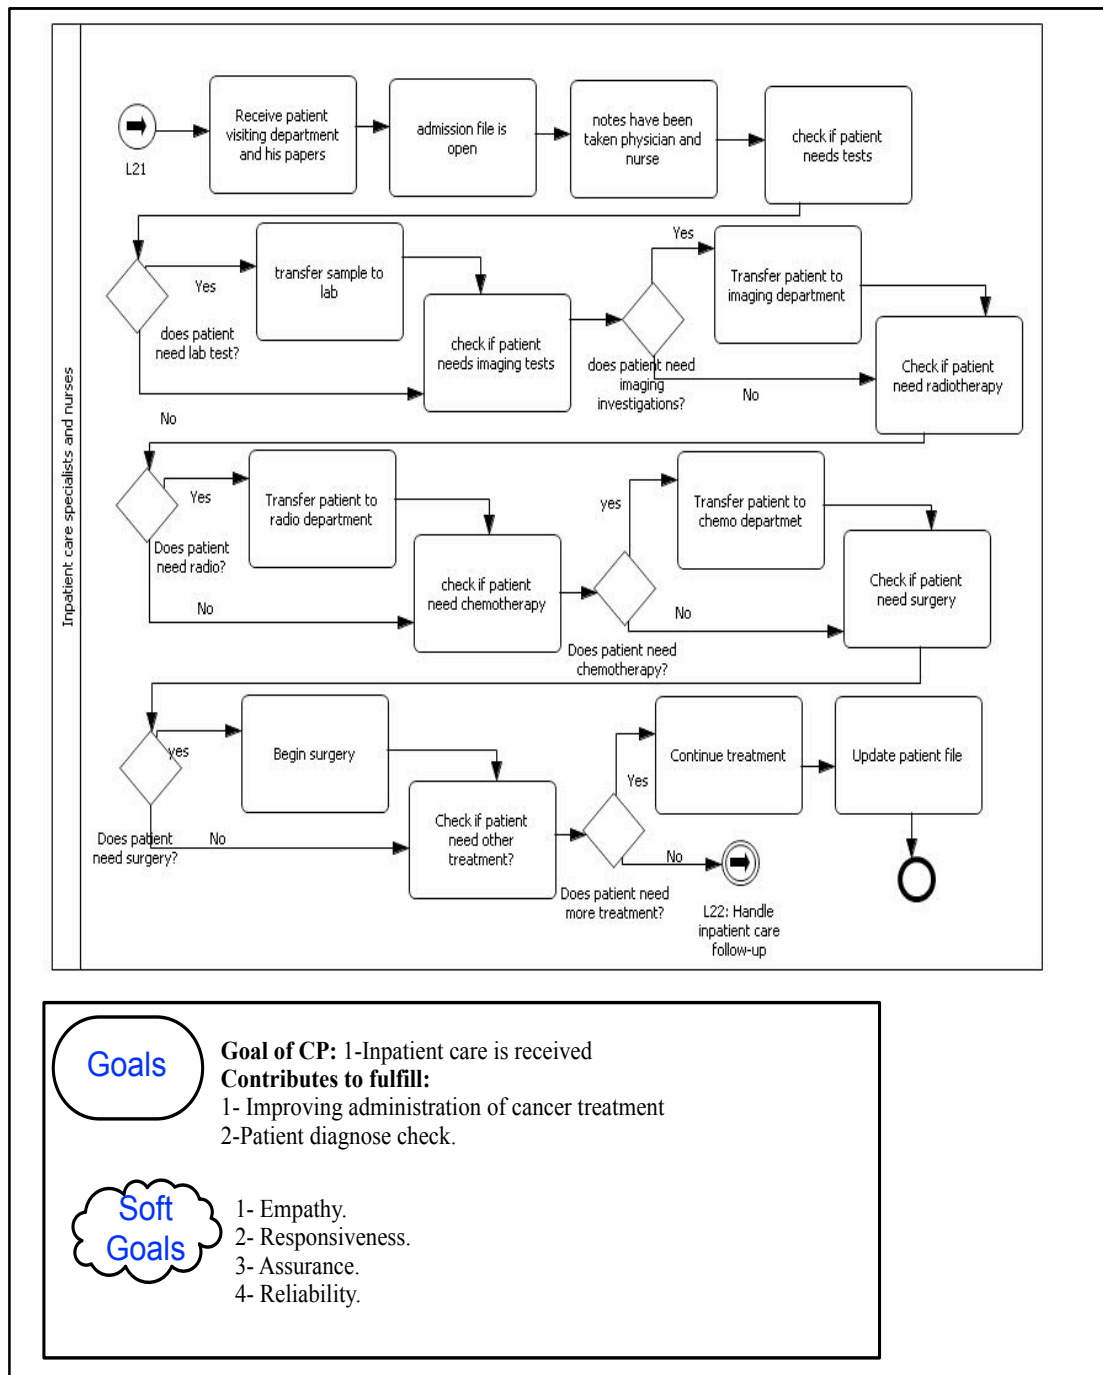 Inpatient care specialists and nurses
L21
Receive patient
visiting department
and his papers
admission file is
open
notes have been
taken physician and
nurse
check if patient
needs tests
Yes
does patient
need lab test?
No
transfer sample to
lab
check if patient
needs imaging tests
Yes
does patient need
imaging
investigations?
No
Transfer patient to
imaging department
Check if patient
need radiotherapy
Yes
Does patient
need radio?
No
Transfer patient to
radio department
check if patient
need chemotherapy
yes
No
Does patient need
chemotherapy?
Transfer patient to
chemo departmet
Check if patient
need surgery
yes
Does patient
need surgery?
No
Begin surgery
Check if patient
need other
treatment?
Yes
No
Does patient need
more treatment?
Continue treatment
Update patient file
L22: Handle
inpatient care
follow-up
Goals
Goal of CP: 1-Inpatient care is received
Contributes to fulfill:
1- Improving administration of cancer treatment
2-Patient diagnose check.
Soft
Goals
1- Empathy.
2- Responsiveness.
3- Assurance.
4- Reliability.